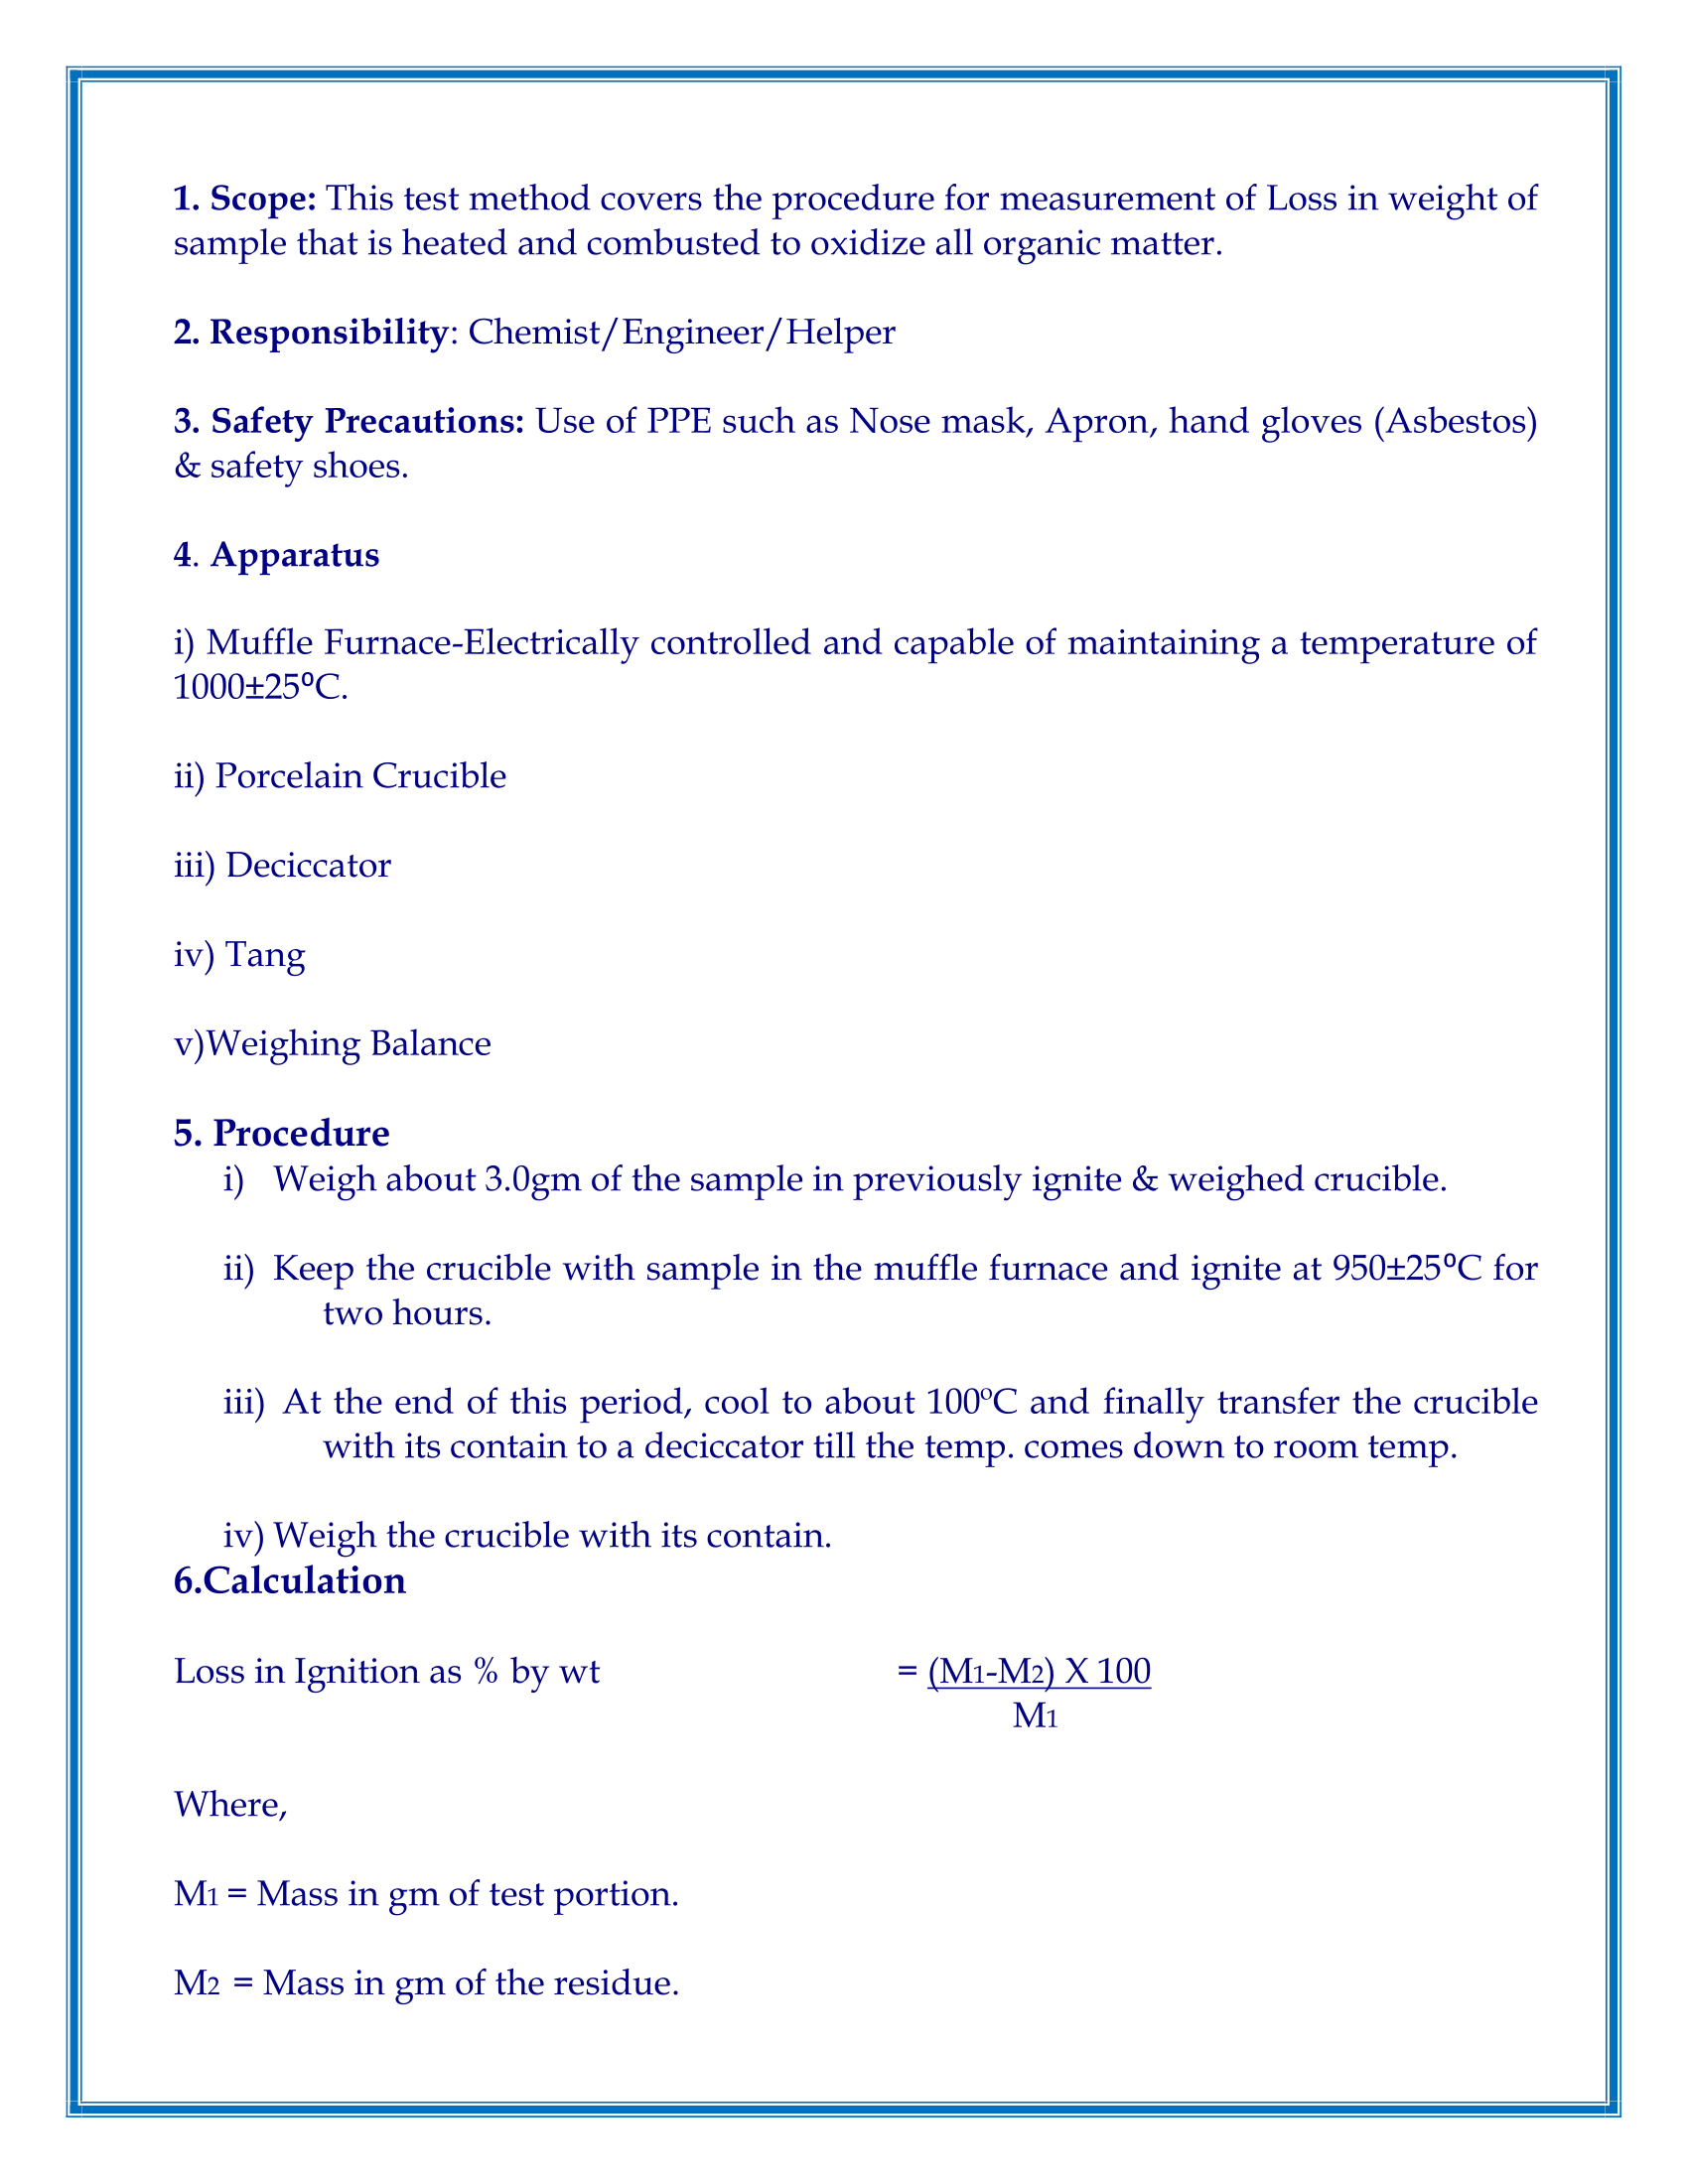 1. Scope: This test method covers the procedure for measurement of Loss in weight of
sample that is heated and combusted to oxidize all organic matter.
2. Responsibility: Chemist/Engineer/Helper
3. Safety Precautions: Use of PPE such as Nose mask, Apron, hand gloves (Asbestos)
& safety shoes.
4. Apparatus
i) Muffle Furnace-Electrically controlled and capable of maintaining a temperature of
1000±25⁰C.
ii) Porcelain Crucible
iii) Deciccator
iv) Tang
v)Weighing Balance
5. Procedure
i) Weigh about 3.0gm of the sample in previously ignite & weighed crucible.
ii) Keep the crucible with sample in the muffle furnace and ignite at 950±25⁰C for
two hours.
iii) At the end of this period, cool to about 100ºC and finally transfer the crucible
with its contain to a deciccator till the temp. comes down to room temp.
iv) Weigh the crucible with its contain.
6.Calculation
Loss in Ignition as % by wt = (M1-M2) X 100
M1
Where,
M1 = Mass in gm of test portion.
M2 = Mass in gm of the residue.